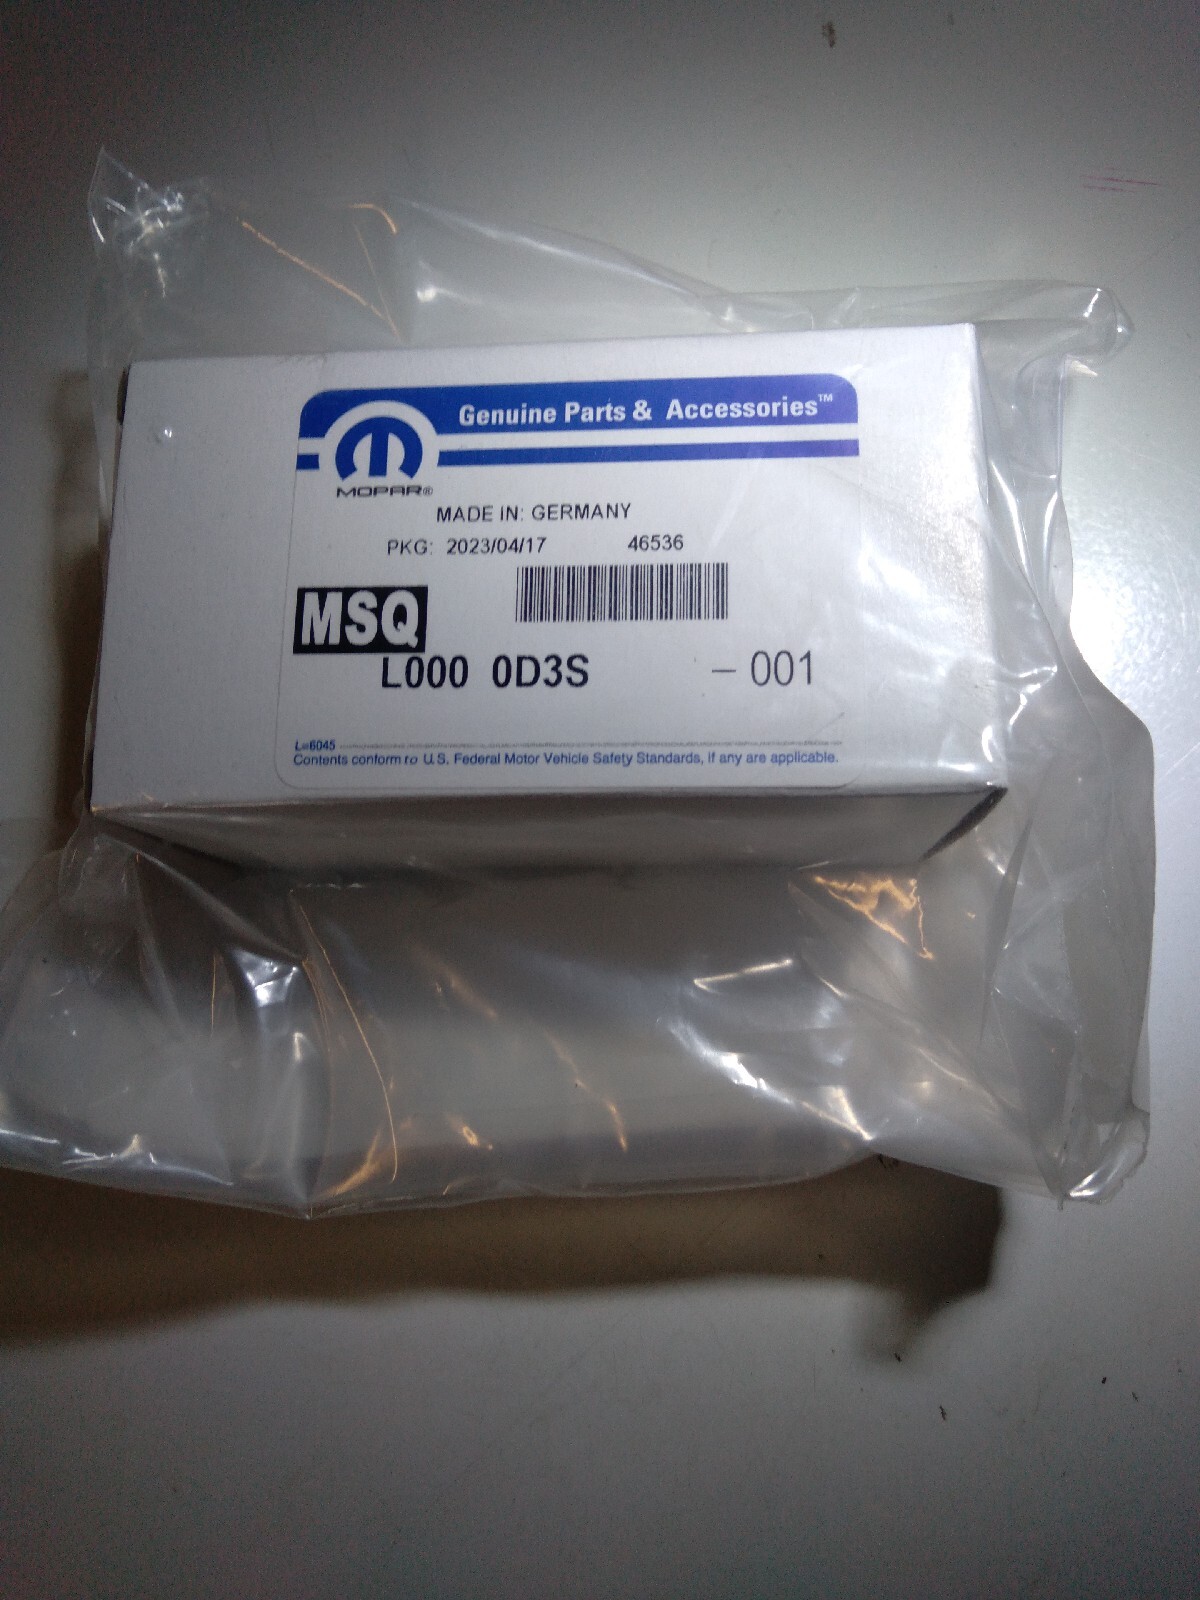 Genuine Parts & Accessories™
MOPAR®
MADE IN: GERMANY
PKG: 2023/04/17 46536
MSQ
L000 0D3S – 001
L-6045
Contents conform to U.S. Federal Motor Vehicle Safety Standards, if any are applicable.